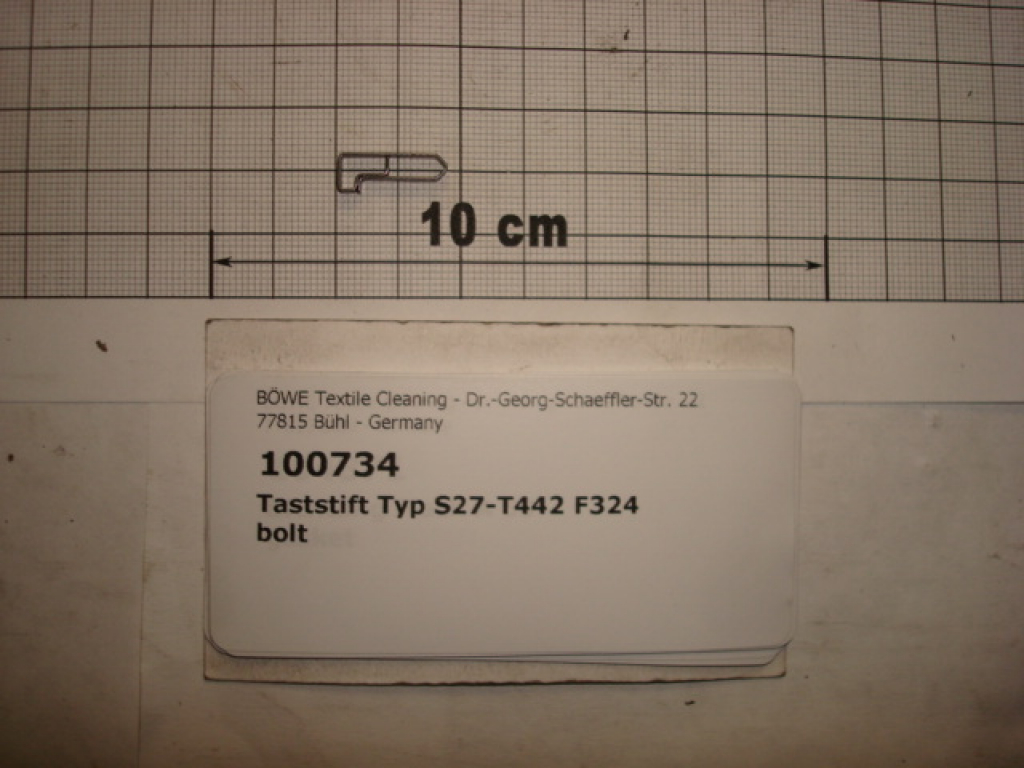 10 cm
BÖWE Textile Cleaning - Dr.-Georg-Schaeffler-Str. 22
77815 Bühl - Germany
100734
Taststift Typ S27-T442 F324
bolt